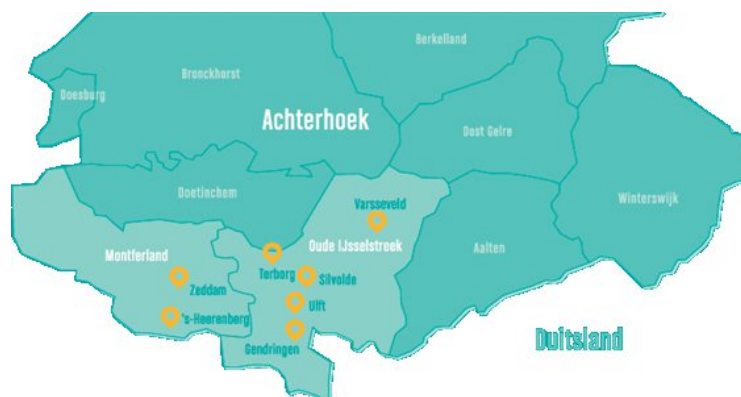 Berkelland
Bronckhorst
Doesburg
Achterhoek
Oost Gelre
Doetinchem
Winterswijk
Varsseveld
Montferland
Oude IJsselstreek
Aalten
Terborg
Silvolde
Zeddam
Ulft
's-Heerenberg
Duitsland
Gendringen